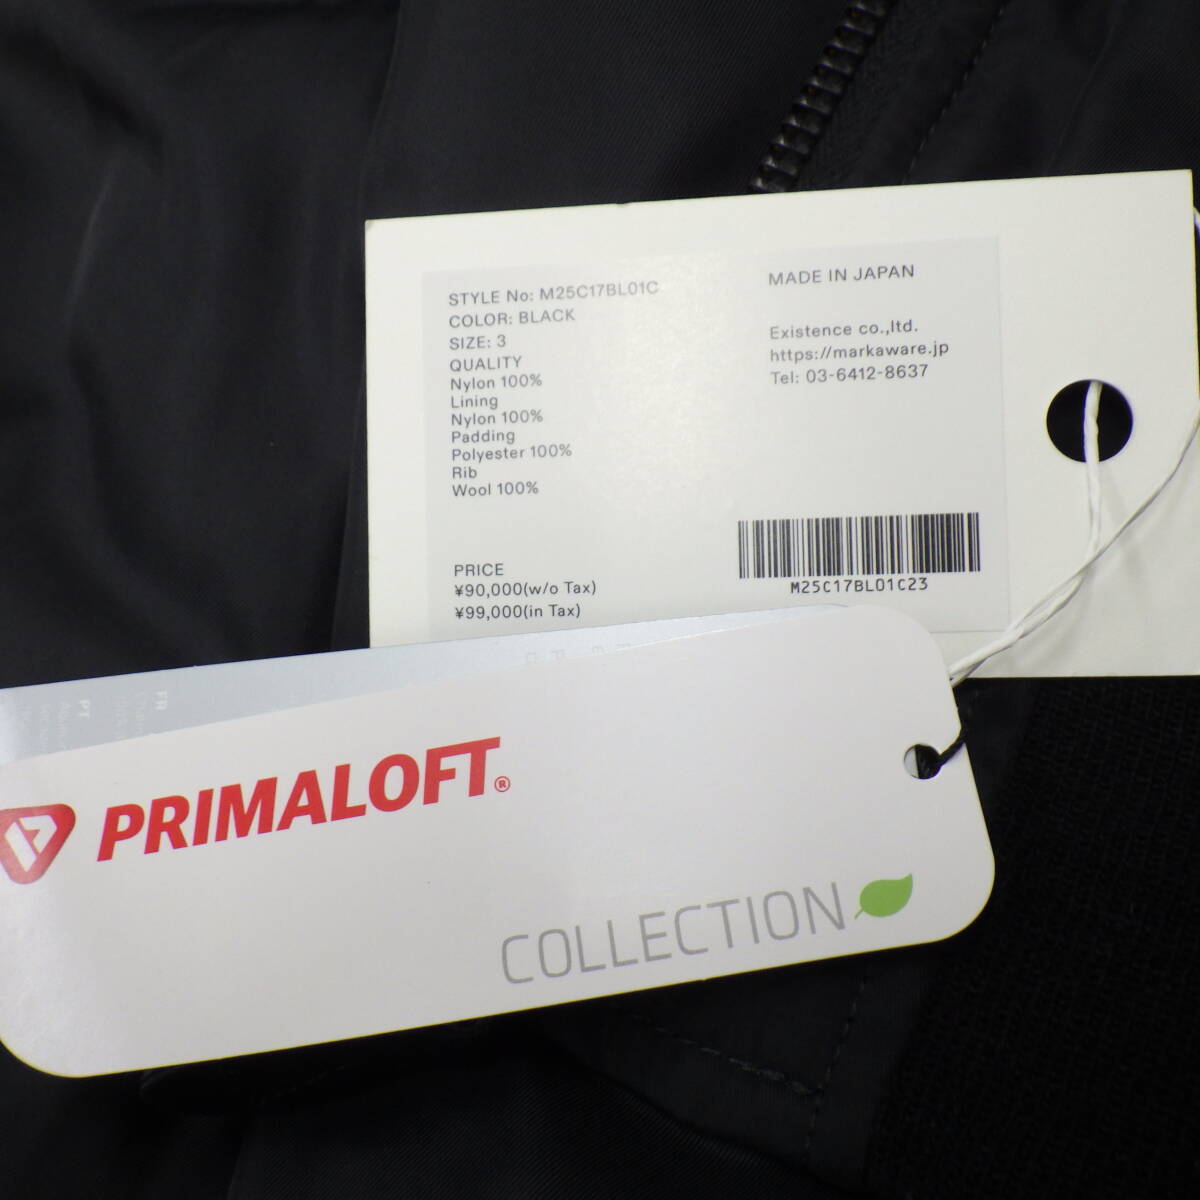 STYLE No: M25C17BL01C
COLOR: BLACK
SIZE: 3
QUALITY
Nylon 100%
Lining
Nylon 100%
Padding
Polyester 100%
Rib
Wool 100%
PRICE
¥90,000(w/o Tax)
¥99,000(in Tax)
MADE IN JAPAN
Existence co.,ltd.
https://markaware.jp
Tel: 03-6412-8637
M25C17BL01C23
FR
PT
PRIMALOFT®
COLLECTION